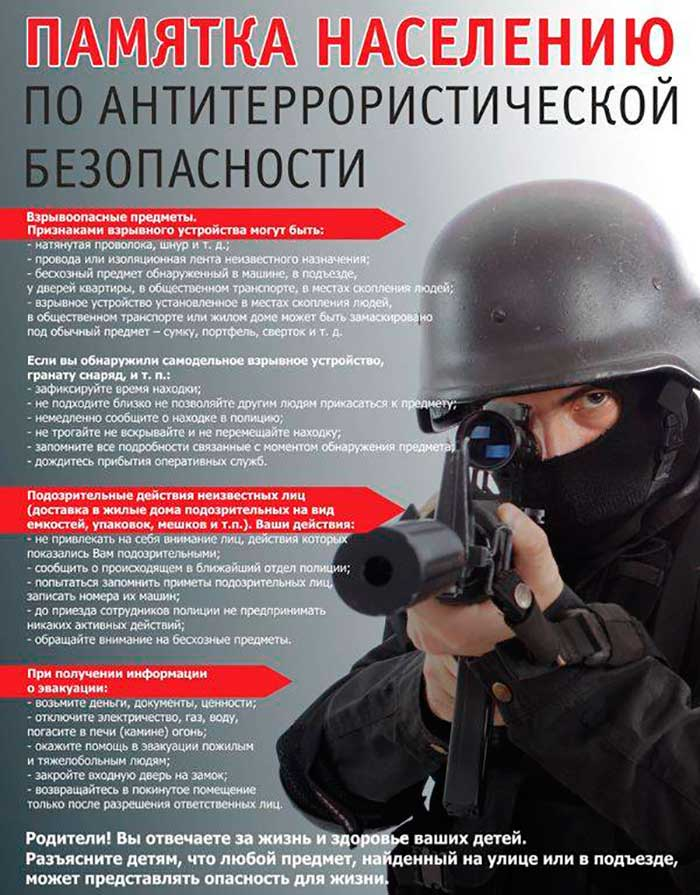 ПАМЯТКА НАСЕЛЕНИЮ
ПО АНТИТЕРРОРИСТИЧЕСКОЙ
БЕЗОПАСНОСТИ
Взрывоопасные предметы.
Признаками взрывного устройства могут быть:
- натянутая проволока, шнур и т. д.;
- провода или изоляционная лента неизвестного назначения;
- бесхозный предмет обнаруженный в машине, в подъезде,
у дверей квартиры, в общественном транспорте, в местах скопления людей;
- взрывное устройство установленное в местах скопления людей,
в общественном транспорте или жилом доме может быть замаскировано
под обычный предмет – сумку, портфель, сверток и т. д.
Если вы обнаружили самодельное взрывное устройство,
гранату снаряд, и т. п.:
- зафиксируйте время находки;
- не подходите близко не позволяйте другим людям прикасаться к предмету;
- немедленно сообщите о находке в полицию;
- не трогайте не вскрывайте и не перемещайте находку;
- запомните все подробности связанные с моментом обнаружения предмета;
- дождитесь прибытия оперативных служб.
Подозрительные действия неизвестных лиц
(доставка в жилые дома подозрительных на вид
емкостей, упаковок, мешков и т.п.). Ваши действия:
- не привлекать на себя внимание лиц, действия которых
показались Вам подозрительными;
- сообщить о происходящем в ближайший отдел полиции;
- попытаться запомнить приметы подозрительных лиц,
записать номера их машин;
- до приезда сотрудников полиции не предпринимать
никаких активных действий;
- обращайте внимание на бесхозные предметы.
При получении информации
о эвакуации:
- возьмите деньги, документы, ценности;
- отключите электричество, газ, воду,
погасите в печи (камине) огонь;
- окажите помощь в эвакуации пожилым
и тяжелобольным людям;
- закройте входную дверь на замок;
- возвращайтесь в покинутое помещение
только после разрешения ответственных лиц.
Родители! Вы отвечаете за жизнь и здоровье ваших детей.
Разъясните детям, что любой предмет, найденный на улице или в подъезде,
может представлять опасность для жизни.